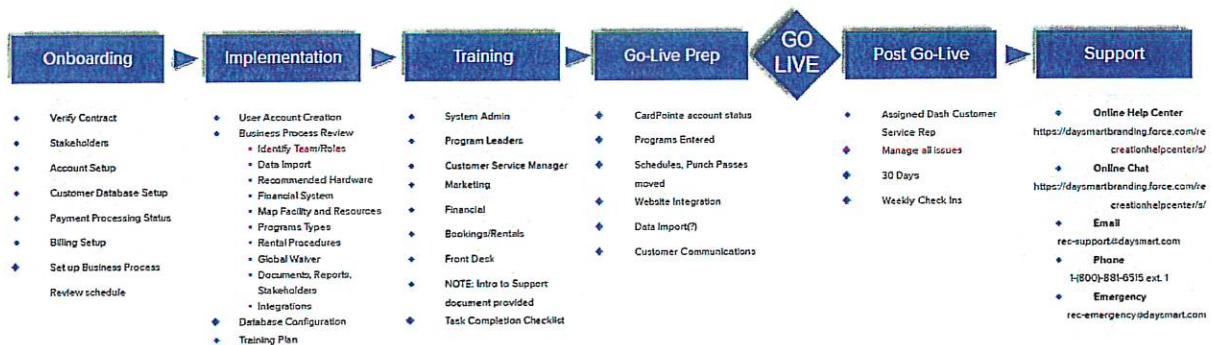 Onboarding
Verify Contract
Stakeholders
Account Setup
Customer Database Setup
Payment Processing Status
Billing Setup
Set up Business Process
Review schedule
Implementation
User Account Creation
Business Process Review
Identify Team/Roles
Data Import
Recommended Hardware
Financial System
Map Facility and Resources
Programs Types
Rental Procedures
Global Waiver
Documents, Reports,
Stakeholders
Integrations
Database Configuration
Training Plan
Training
System Admin
Program Leaders
Customer Service Manager
Marketing
Financial
Bookings/Rentals
Front Desk
NOTE: Intro to Support
document provided
Task Completion Checklist
Go-Live Prep
CardPointe account status
Programs Entered
Schedules, Punch Passes
moved
Website Integration
Data Import(?)
Customer Communications
GO
LIVE
Post Go-Live
Assigned Dash Customer
Service Rep
Manage all issues
30 Days
Weekly Check Ins
Support
Online Help Center
https://daysmartbranding.force.com/re
creationhelpcenter/s/
Online Chat
https://daysmartbranding.force.com/re
creationhelpcenter/s/
Email
rec-support@daysmart.com
Phone
1-(800)-881-6515 ext. 1
Emergency
rec-emergency@daysmart.com